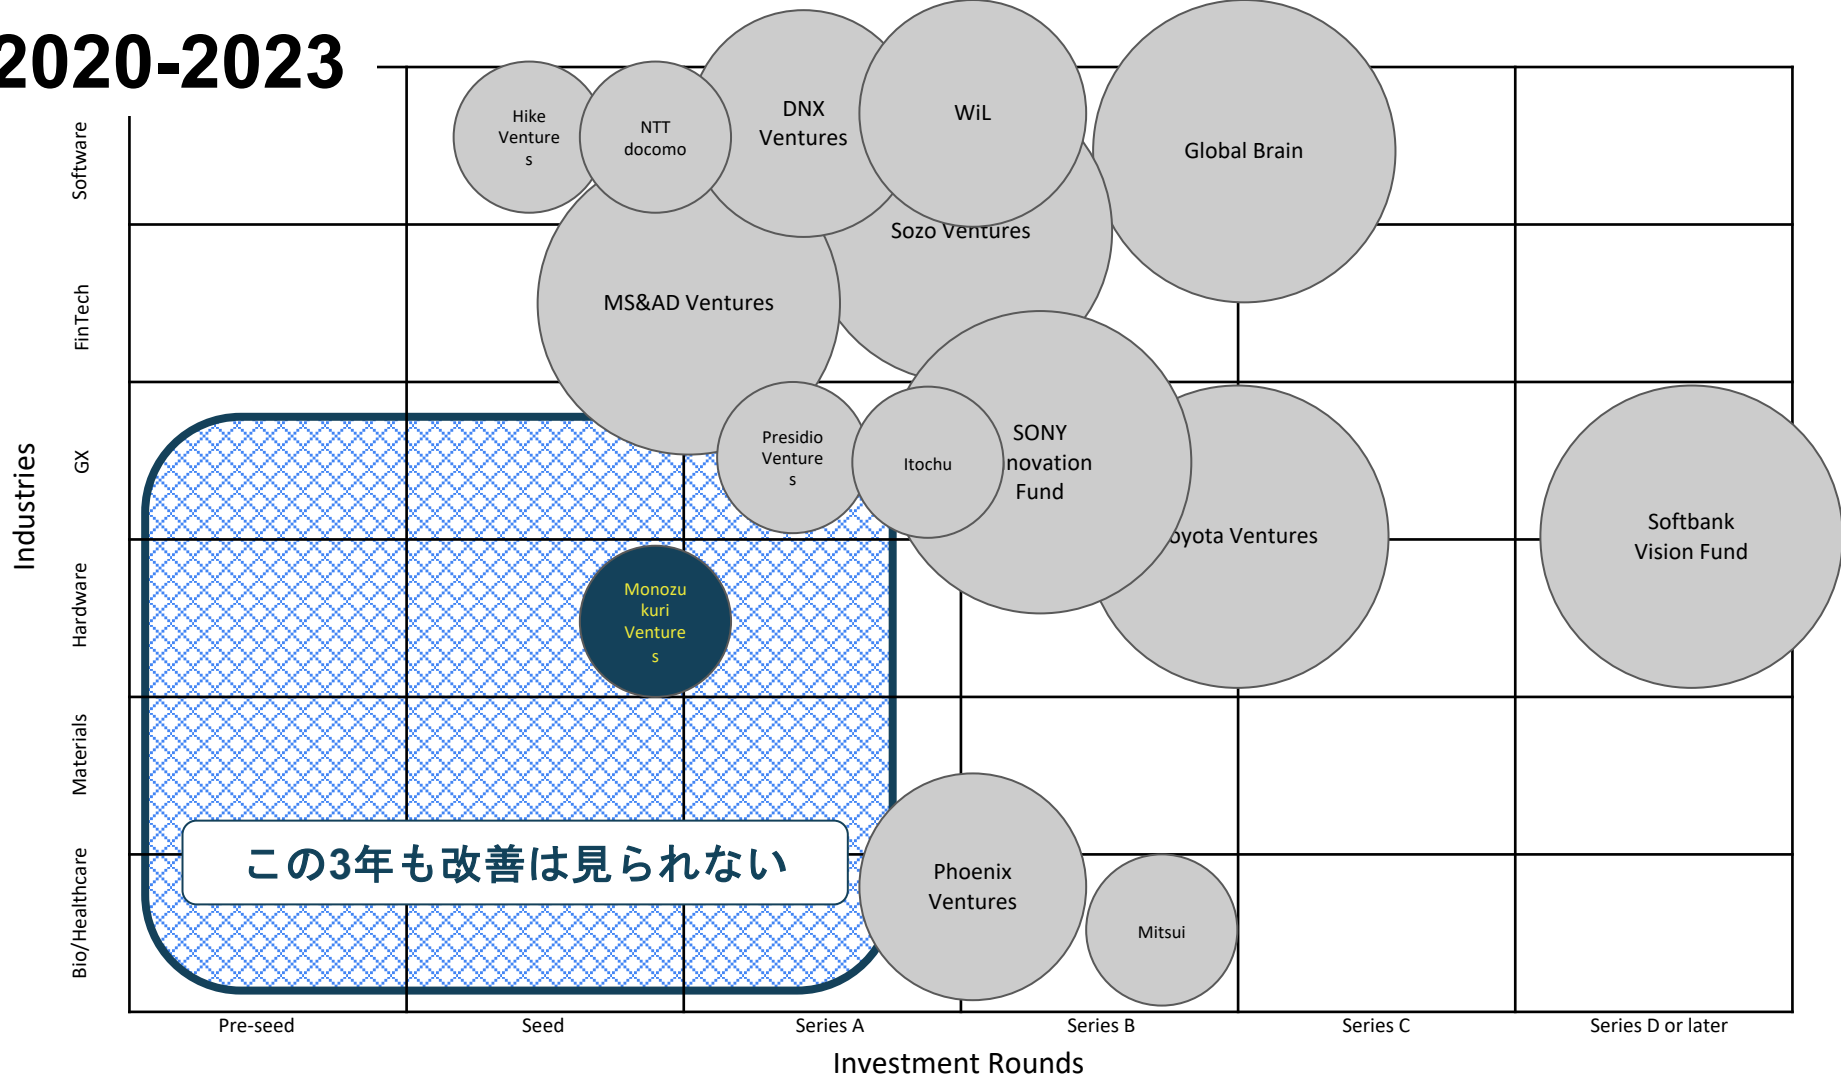 2020-2023
Hike
Venture
s
NTT
docomo
DNX
Ventures
WiL
Global Brain
Sozo Ventures
MS&AD Ventures
Presidio
Venture
s
Itochu
SONY
nnovation
Fund
oyota Ventures
Softbank
Vision Fund
Monozu
kuri
Venture
s
この3年も改善は見られない
Phoenix
Ventures
Mitsui
Industries
Software
FinTech
GX
Hardware
Materials
Bio/Healthcare
Pre-seed
Seed
Series A
Series B
Series C
Series D or later
Investment Rounds